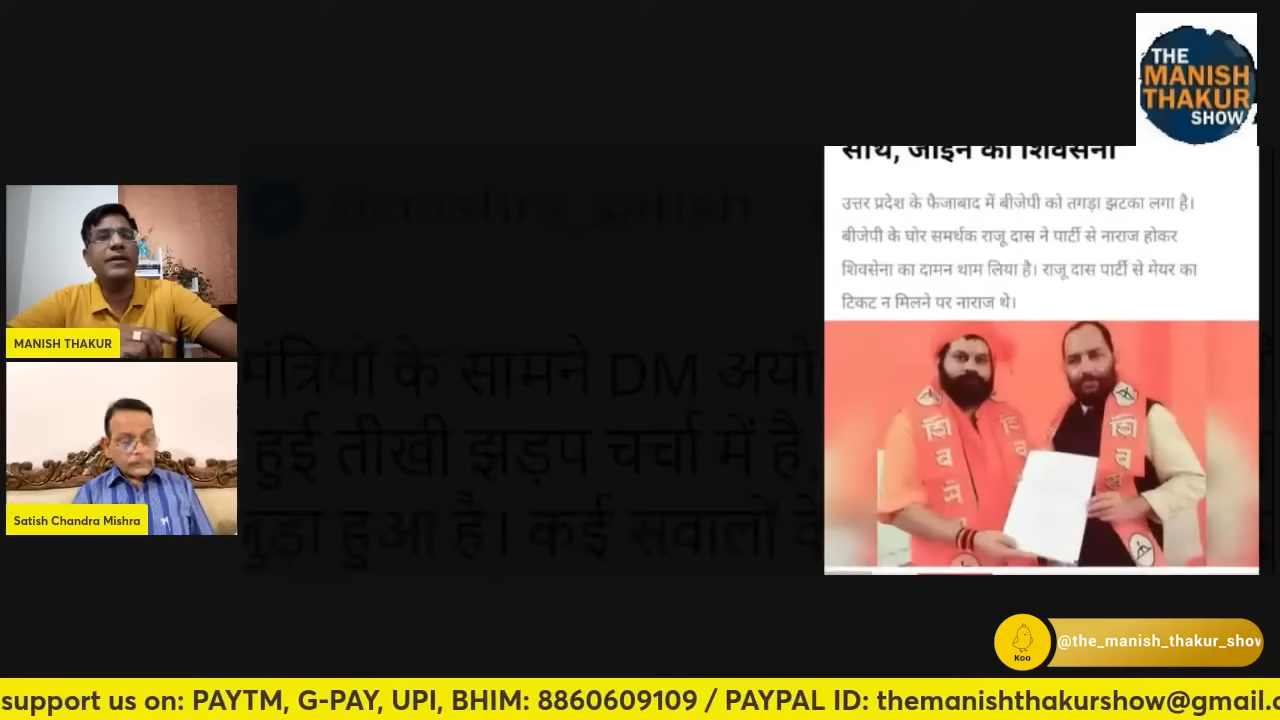 THE
MANISH
THAKUR
SHOW
साथ, जॉइन की शिवसेना
उत्तर प्रदेश के फैजाबाद में बीजेपी को तगड़ा झटका लगा है।
बीजेपी के घोर समर्थक राजू दास ने पार्टी से नाराज होकर
शिवसेना का दामन थाम लिया है। राजू दास पार्टी से मेयर का
टिकट न मिलने पर नाराज थे।
@mishra_satish
मंत्रियों के सामने DM अयो
हुई तीखी झड़प चर्चा में है,
जुड़ा हुआ है। कई सवालों दे
MANISH THAKUR
Satish Chandra Mishra
Koo
@the_manish_thakur_show
support us on: PAYTM, G-PAY, UPI, BHIM: 8860609109 / PAYPAL ID: themanishthakurshow@gmail.c